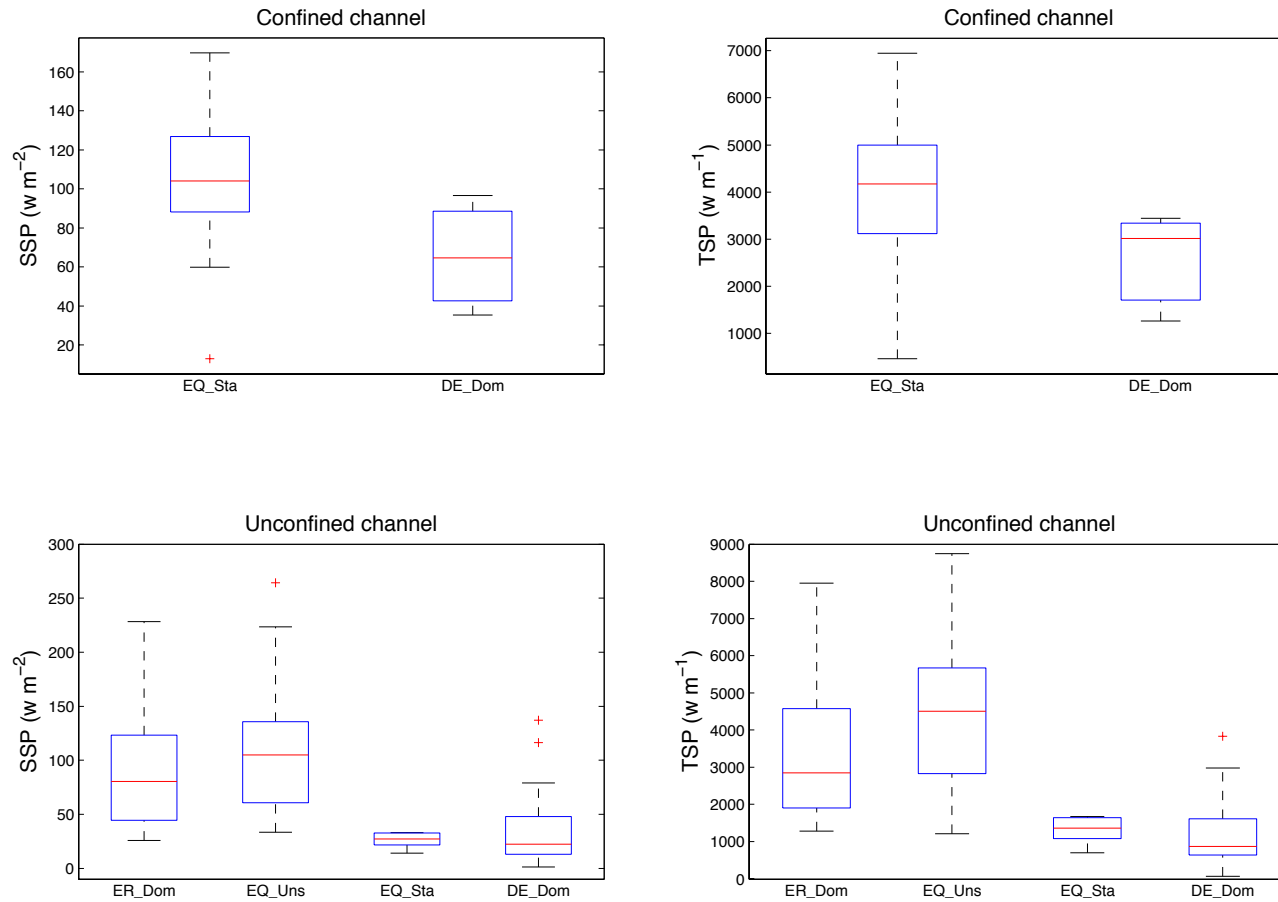 Confined channel
SSP (w m⁻²)
160
140
120
100
80
60
40
20
EQ_Sta DE_Dom
Confined channel
TSP (w m⁻¹)
7000
6000
5000
4000
3000
2000
1000
EQ_Sta DE_Dom
Unconfined channel
SSP (w m⁻²)
300
250
200
150
100
50
0
ER_Dom EQ_Uns EQ_Sta DE_Dom
Unconfined channel
TSP (w m⁻¹)
9000
8000
7000
6000
5000
4000
3000
2000
1000
0
ER_Dom EQ_Uns EQ_Sta DE_Dom